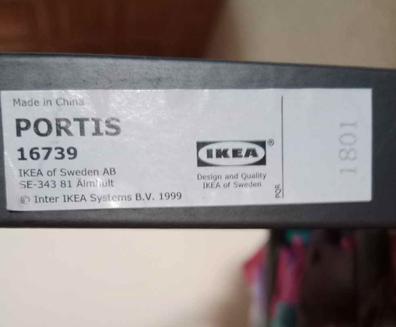 Made in China
PORTIS
16739
IKEA of Sweden AB
SE-343 81 Älmhult
© Inter IKEA Systems B.V. 1999
IKEA®
Design and Quality
IKEA of Sweden
POR
1801